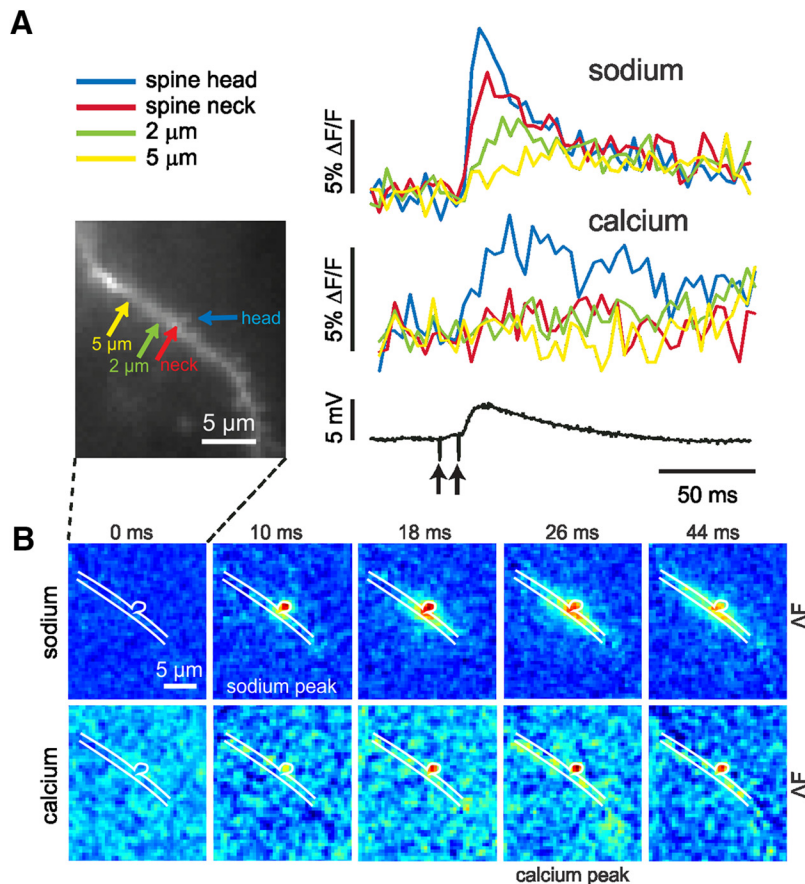 A
spine head
spine neck
2 μm
5 μm
sodium
5% ΔF/F
calcium
5% ΔF/F
head
5 μm
2 μm
neck
5 μm
5 mV
50 ms
B
0 ms
10 ms
18 ms
26 ms
44 ms
sodium
5 μm
sodium peak
ΔF
calcium
ΔF
calcium peak